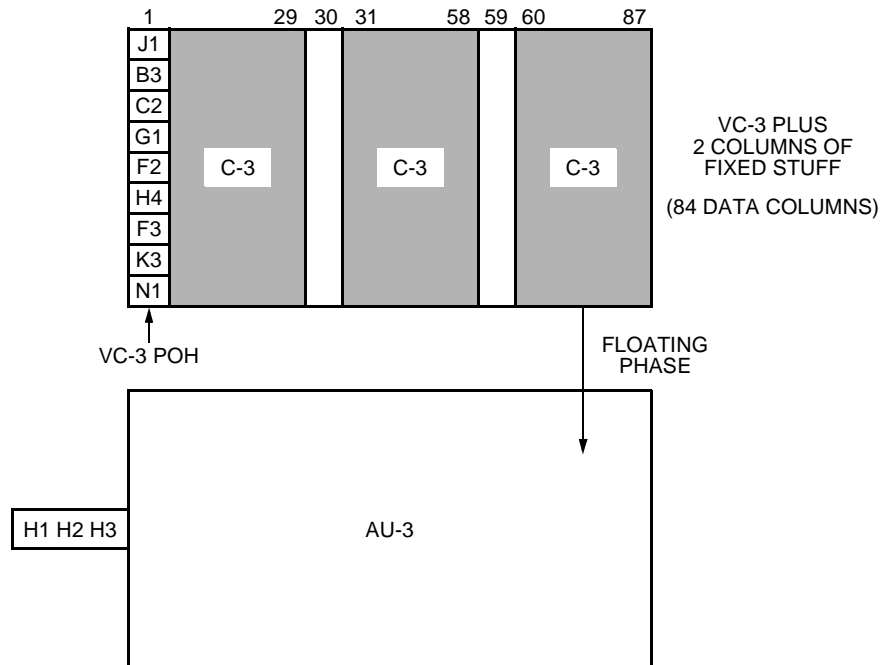 1 29 30 31 58 59 60 87
J1
B3
C2
G1
F2
H4
F3
K3
N1
C-3 C-3 C-3
VC-3 PLUS
2 COLUMNS OF
FIXED STUFF
(84 DATA COLUMNS)
VC-3 POH
FLOATING
PHASE
H1 H2 H3
AU-3